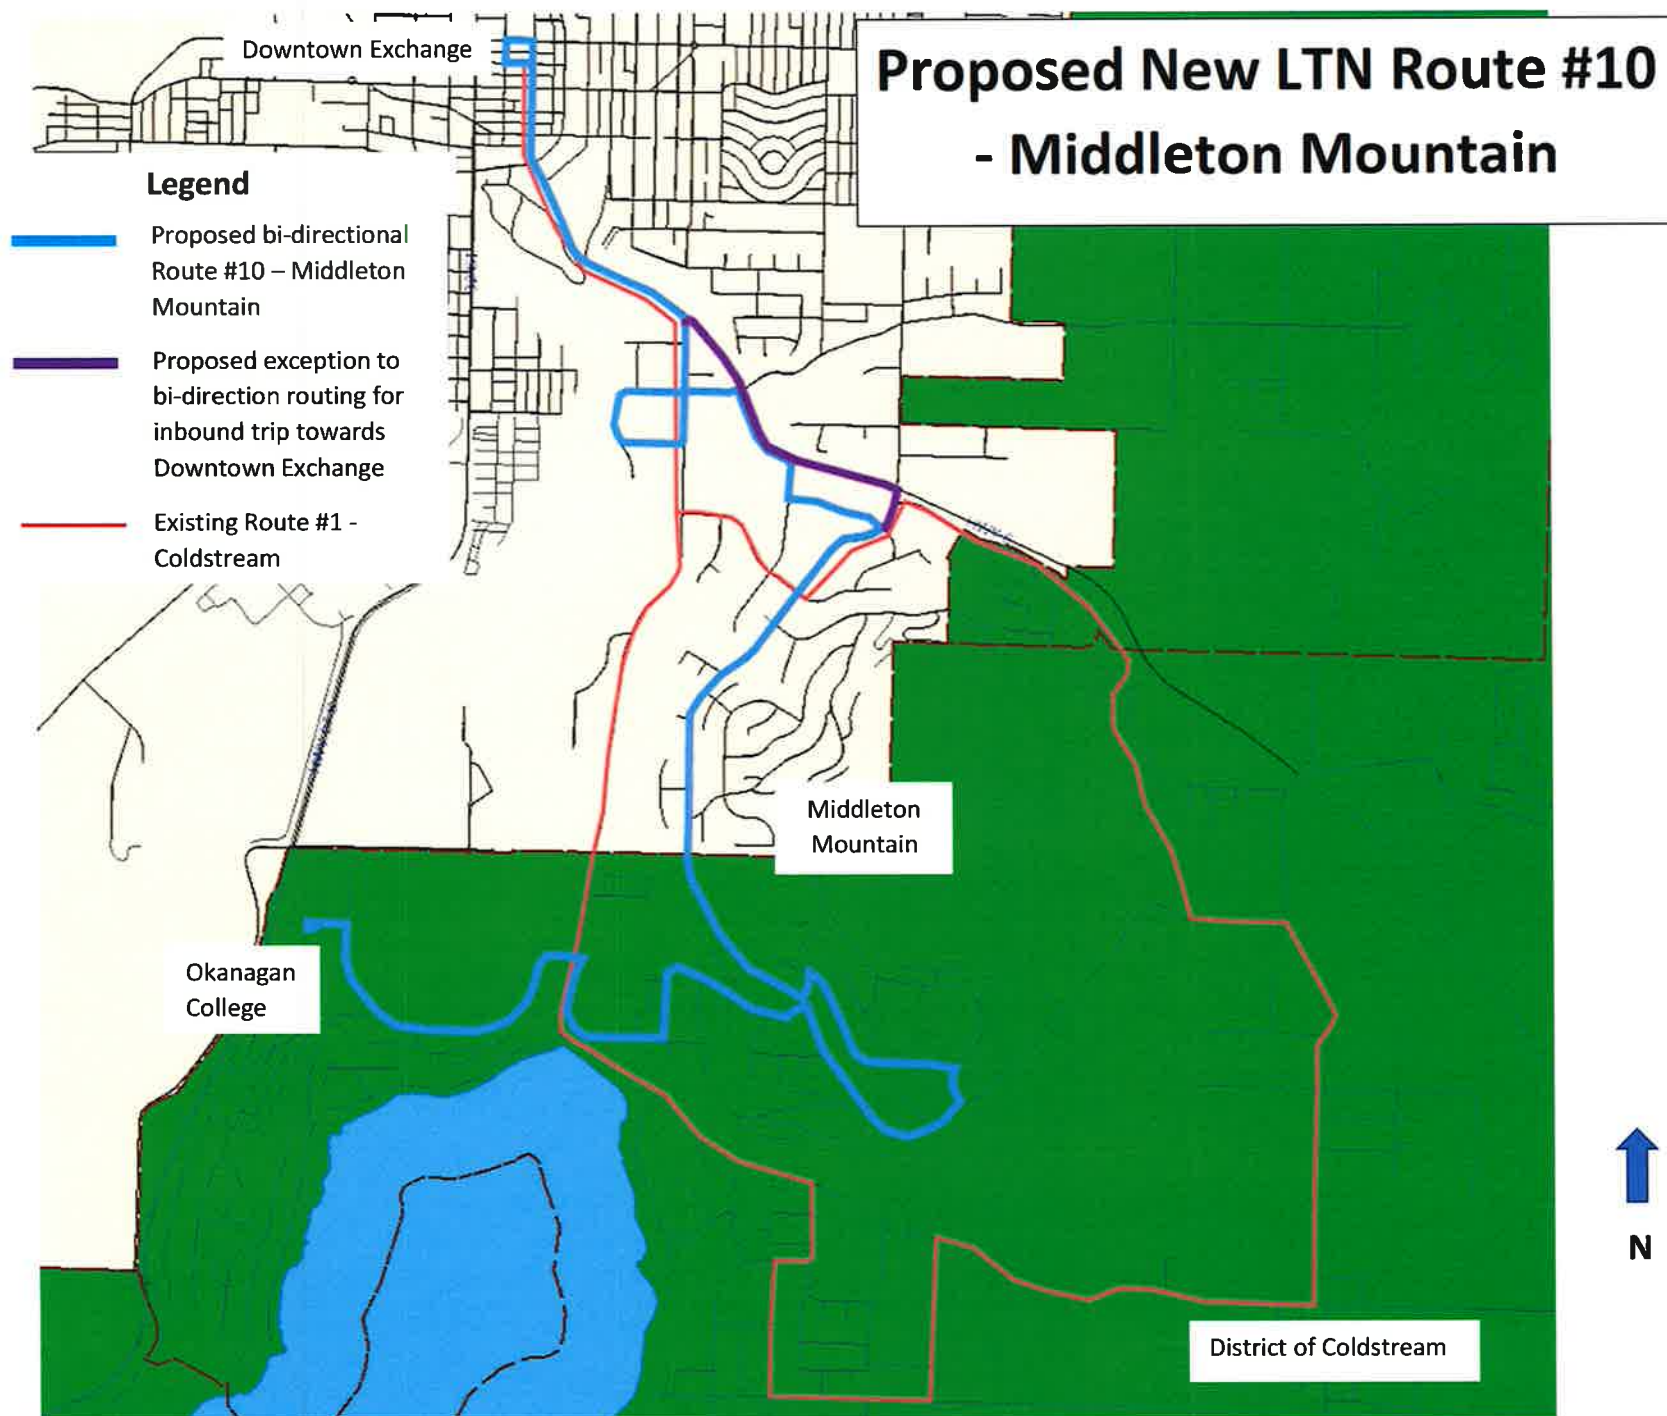 Downtown Exchange
Proposed New LTN Route #10
- Middleton Mountain
Legend
Proposed bi-directional
Route #10 – Middleton
Mountain
Proposed exception to
bi-direction routing for
inbound trip towards
Downtown Exchange
Existing Route #1 -
Coldstream
Middleton
Mountain
Okanagan
College
N
District of Coldstream